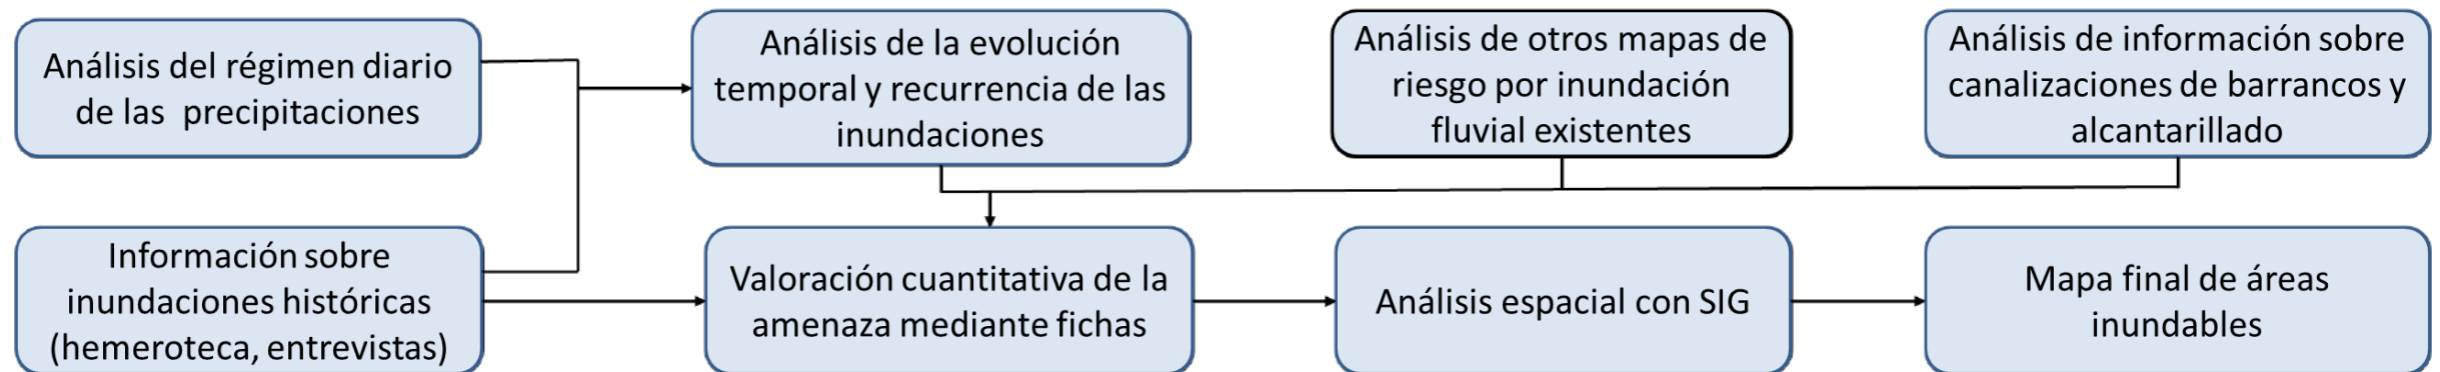 Análisis del régimen diario
de las precipitaciones
Análisis de la evolución
temporal y recurrencia de las
inundaciones
Análisis de otros mapas de
riesgo por inundación
fluvial existentes
Análisis de información sobre
canalizaciones de barrancos y
alcantarillado
Información sobre
inundaciones históricas
(hemeroteca, entrevistas)
Valoración cuantitativa de la
amenaza mediante fichas
Análisis espacial con SIG
Mapa final de áreas
inundables